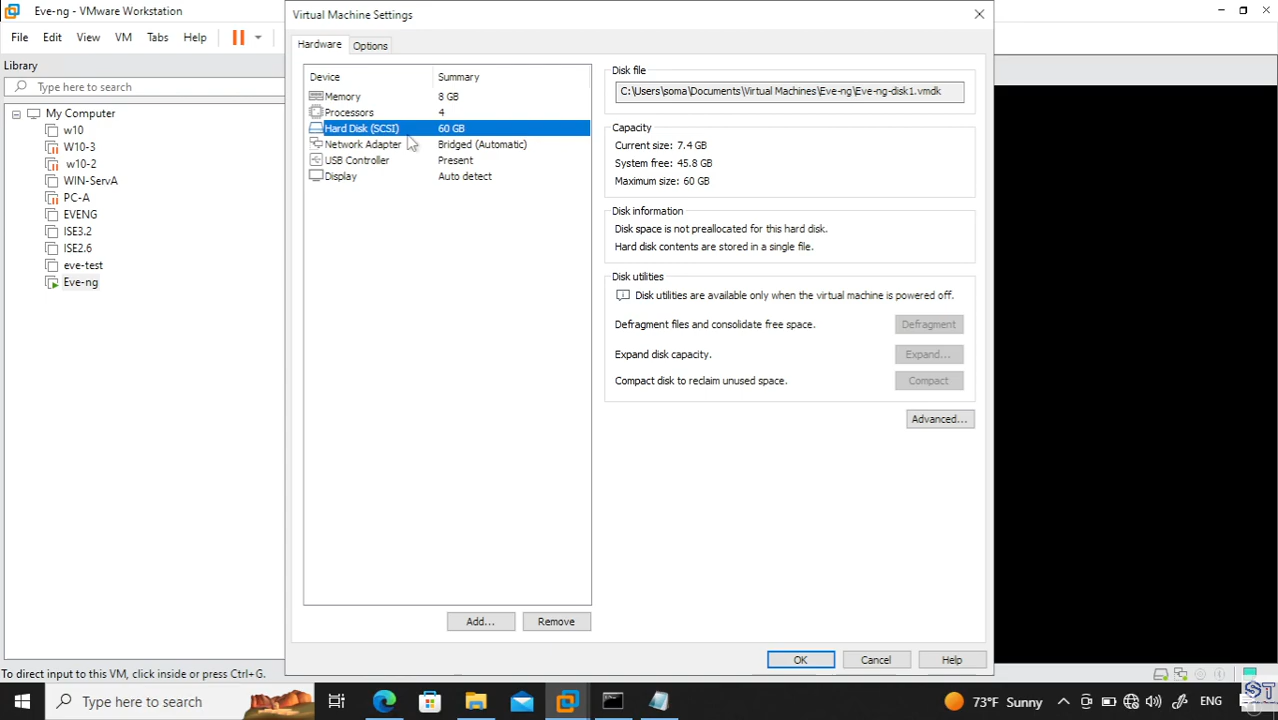 Eve-ng - VMware Workstation
File Edit View VM Tabs Help
Library
Type here to search
My Computer
w10
W10-3
w10-2
WIN-ServA
PC-A
EVENG
ISE3.2
ISE2.6
eve-test
Eve-ng
Virtual Machine Settings
Hardware Options
Device Summary
Memory 8 GB
Processors 4
Hard Disk (SCSI) 60 GB
Network Adapter Bridged (Automatic)
USB Controller Present
Display Auto detect
Add... Remove
Disk file
C:\Users\soma\Documents\Virtual Machines\Eve-ng\Eve-ng-disk1.vmdk
Capacity
Current size: 7.4 GB
System free: 45.8 GB
Maximum size: 60 GB
Disk information
Disk space is not preallocated for this hard disk.
Hard disk contents are stored in a single file.
Disk utilities
Disk utilities are available only when the virtual machine is powered off.
Defragment files and consolidate free space. Defragment
Expand disk capacity. Expand...
Compact disk to reclaim unused space. Compact
Advanced...
OK Cancel Help
To direct input to this VM, click inside or press Ctrl+G.
Type here to search
73°F Sunny
ENG
ST